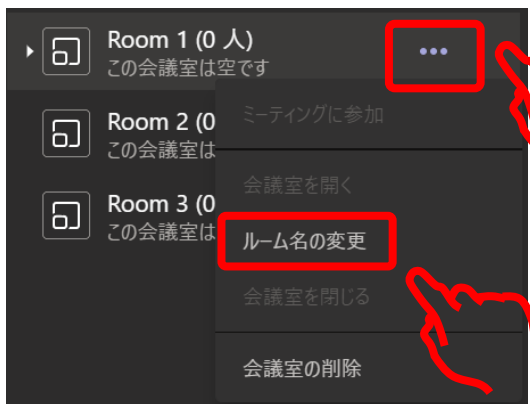 Room 1 (0 人)
この会議室は空です
Room 2 (0
この会議室は
Room 3 (0
この会議室は
ミーティングに参加
会議室を開く
ルーム名の変更
会議室を閉じる
会議室の削除